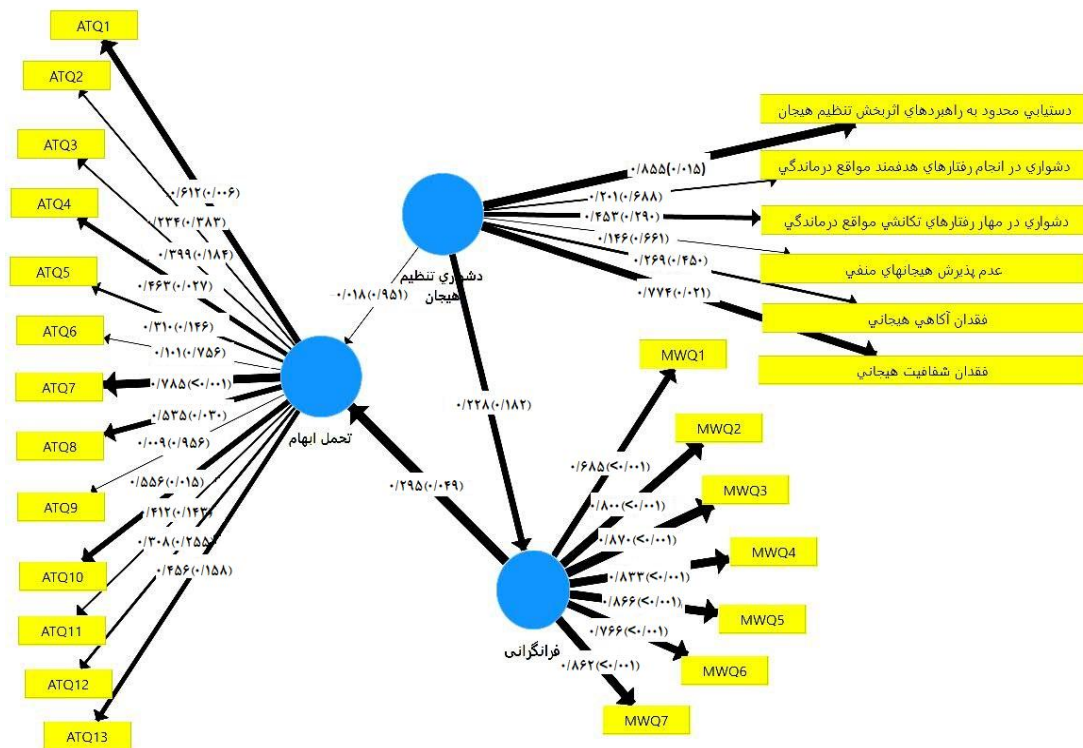 ATQ1
ATQ2
ATQ3
ATQ4
ATQ5
ATQ6
ATQ7
ATQ8
ATQ9
ATQ10
ATQ11
ATQ12
ATQ13
۰/۶۱۲(۰/۰۰۶)
۰/۲۳۴(۰/۳۸۳)
۰/۳۹۹(۰/۱۸۴)
۰/۴۶۳(۰/۰۲۷)
۰/۳۱۰(۰/۱۴۶)
۰/۱۰۱(۰/۷۵۶)
۰/۷۸۵(<۰/۰۰۱)
۰/۵۳۵(۰/۰۳۰)
۰/۰۰۹(۰/۹۵۶)
۰/۵۵۶(۰/۰۱۵)
۰/۴۱۲(۰/۱۴۳)
۰/۳۰۸(۰/۲۵۵)
۰/۴۵۶(۰/۱۵۸)
تحمل ابهام
۰/۰۱۸(۰/۹۵۱)
دشواري تنظيم
هيجان
۰/۲۲۸(۰/۱۸۲)
۰/۲۹۵(۰/۰۴۹)
فرانگرانی
۰/۸۵۵(۰/۰۱۵)
۰/۲۰۱(۰/۶۸۸)
۰/۴۵۳(۰/۲۹۰)
۰/۱۴۶(۰/۶۶۱)
۰/۲۶۹(۰/۴۵۰)
۰/۷۷۴(۰/۰۲۱)
دستيابي محدود به راهبردهاي اثربخش تنظيم هيجان
دشواري در انجام رفتارهاي هدفمند مواقع درماندگي
دشواري در مهار رفتارهاي تكانشي مواقع درماندگي
عدم پذيرش هيجانهاي منفي
فقدان آگاهي هيجاني
فقدان شفافيت هيجاني
۰/۶۸۵(<۰/۰۰۱)
۰/۸۰۰(<۰/۰۰۱)
۰/۸۷۰(<۰/۰۰۱)
۰/۸۳۳(<۰/۰۰۱)
۰/۸۶۶(<۰/۰۰۱)
۰/۷۶۶(<۰/۰۰۱)
۰/۸۶۲(<۰/۰۰۱)
MWQ1
MWQ2
MWQ3
MWQ4
MWQ5
MWQ6
MWQ7